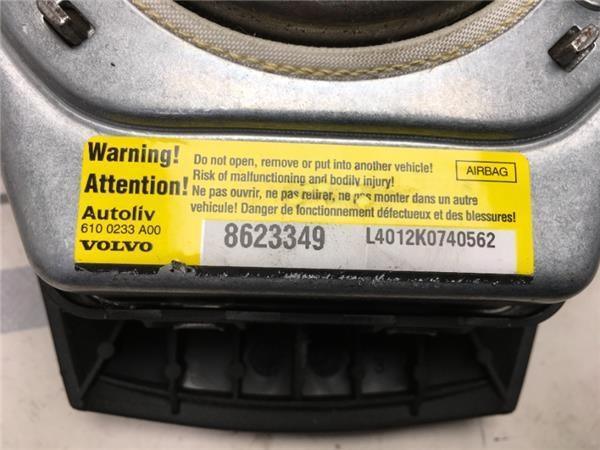 Warning!
Attention!
Do not open, remove or put into another vehicle!
Risk of malfunctioning and bodily injury!
Ne pas ouvrir, ne pas retirer, ne pas monter dans un autre
vehicule! Danger de fonctionnement défectueux et des blessures!
AIRBAG
Autoliv
610 0233 A00
VOLVO
8623349
L4012K0740562